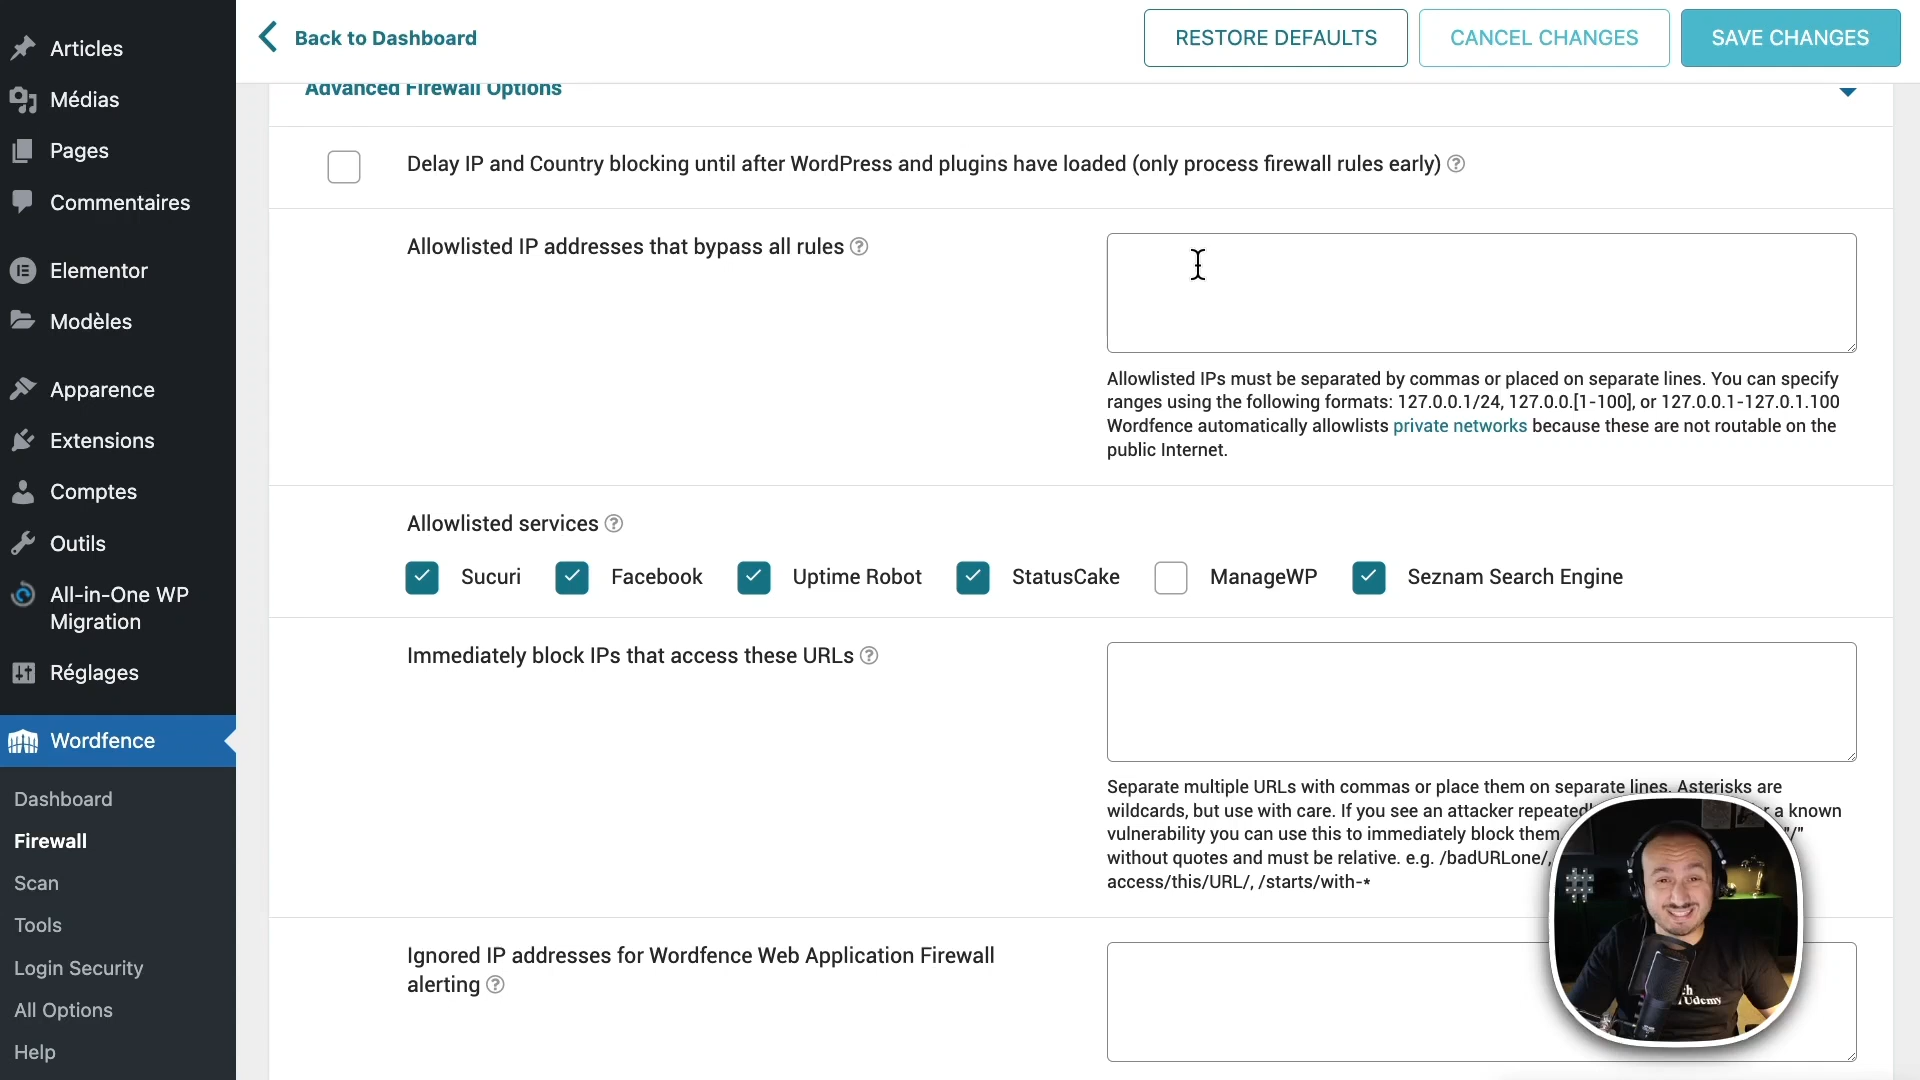 Articles
Médias
Pages
Commentaires
Elementor
Modèles
Apparence
Extensions
Comptes
Outils
All-in-One WP
Migration
Réglages
Wordfence
Dashboard
Firewall
Scan
Tools
Login Security
All Options
Help
Back to Dashboard
RESTORE DEFAULTS
CANCEL CHANGES
SAVE CHANGES
Advanced Firewall Options
Delay IP and Country blocking until after WordPress and plugins have loaded (only process firewall rules early)
Allowlisted IP addresses that bypass all rules
Allowlisted IPs must be separated by commas or placed on separate lines. You can specify
ranges using the following formats: 127.0.0.1/24, 127.0.0.[1-100], or 127.0.0.1-127.0.1.100
Wordfence automatically allowlists private networks because these are not routable on the
public Internet.
Allowlisted services
Sucuri Facebook Uptime Robot StatusCake ManageWP Seznam Search Engine
Immediately block IPs that access these URLs
Separate multiple URLs with commas or place them on separate lines. Asterisks are
wildcards, but use with care. If you see an attacker a known
vulnerability you can use this to immediately block them "/"
without quotes and must be relative. e.g. /badURLone/,
access/this/URL/, /starts/with-*
Ignored IP addresses for Wordfence Web Application Firewall
alerting
Udemy